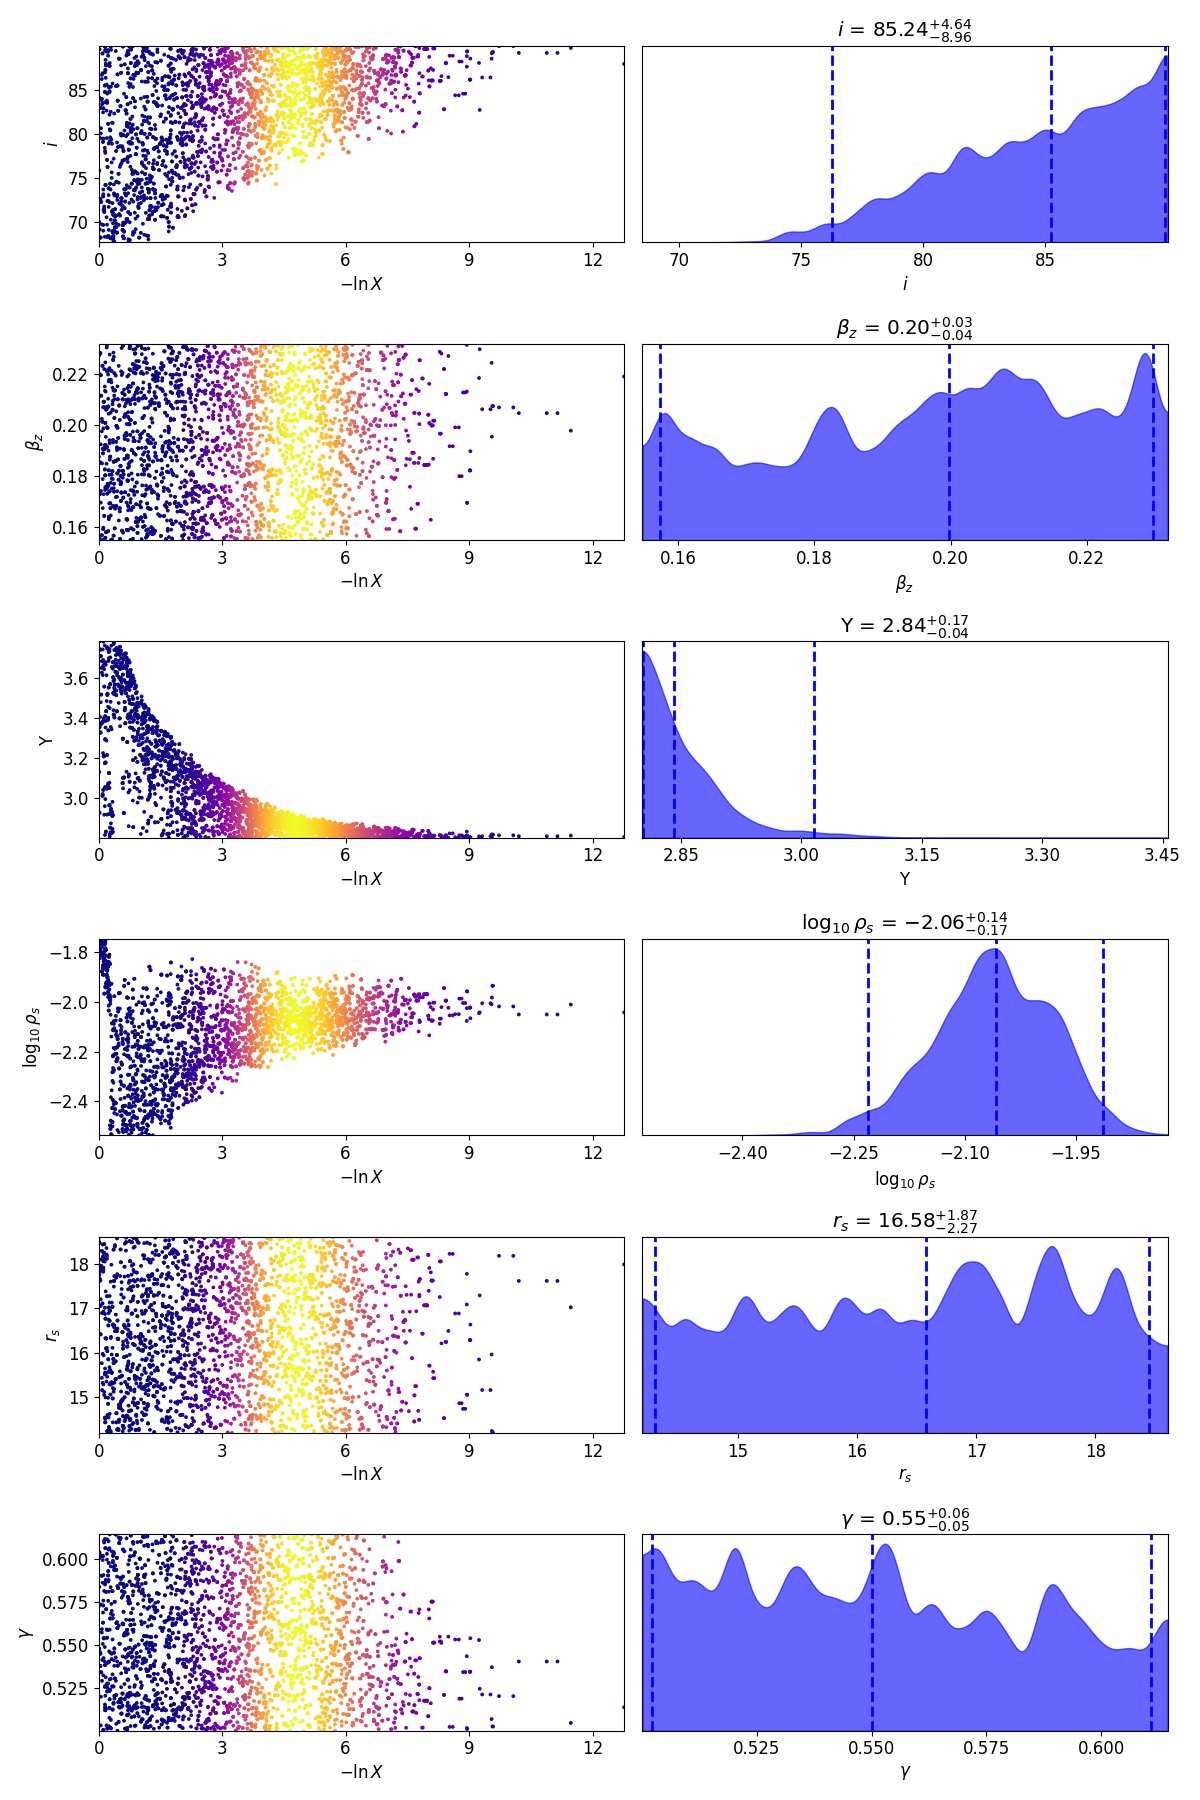 i = 85.24+4.64−8.96
85
80
75
70
i
0 3 6 9 12
−ln X
70 75 80 85
i
βz = 0.20+0.03−0.04
0.22
0.20
0.18
0.16
βz
0 3 6 9 12
−ln X
0.16 0.18 0.20 0.22
βz
Y = 2.84+0.17−0.04
3.6
3.4
3.2
3.0
Y
0 3 6 9 12
−ln X
2.85 3.00 3.15 3.30 3.45
Y
log10 ρs = −2.06+0.14−0.17
−1.8
−2.0
−2.2
−2.4
log10 ρs
0 3 6 9 12
−ln X
−2.40 −2.25 −2.10 −1.95
log10 ρs
rs = 16.58+1.87−2.27
18
17
16
15
rs
0 3 6 9 12
−ln X
15 16 17 18
rs
γ = 0.55+0.06−0.05
0.600
0.575
0.550
0.525
γ
0 3 6 9 12
−ln X
0.525 0.550 0.575 0.600
γ